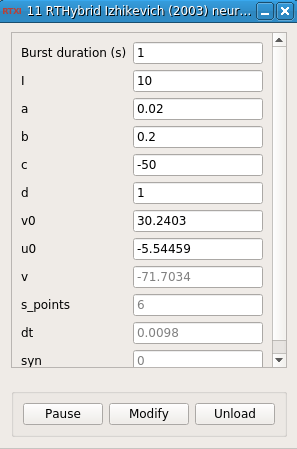 RTXI 11 RTHybrid Izhikevich (2003) neur...
Burst duration (s) 1
I 10
a 0.02
b 0.2
c -50
d 1
v0 30.2403
u0 -5.54459
v -71.7034
s_points 6
dt 0.0098
syn 0
Pause Modify Unload